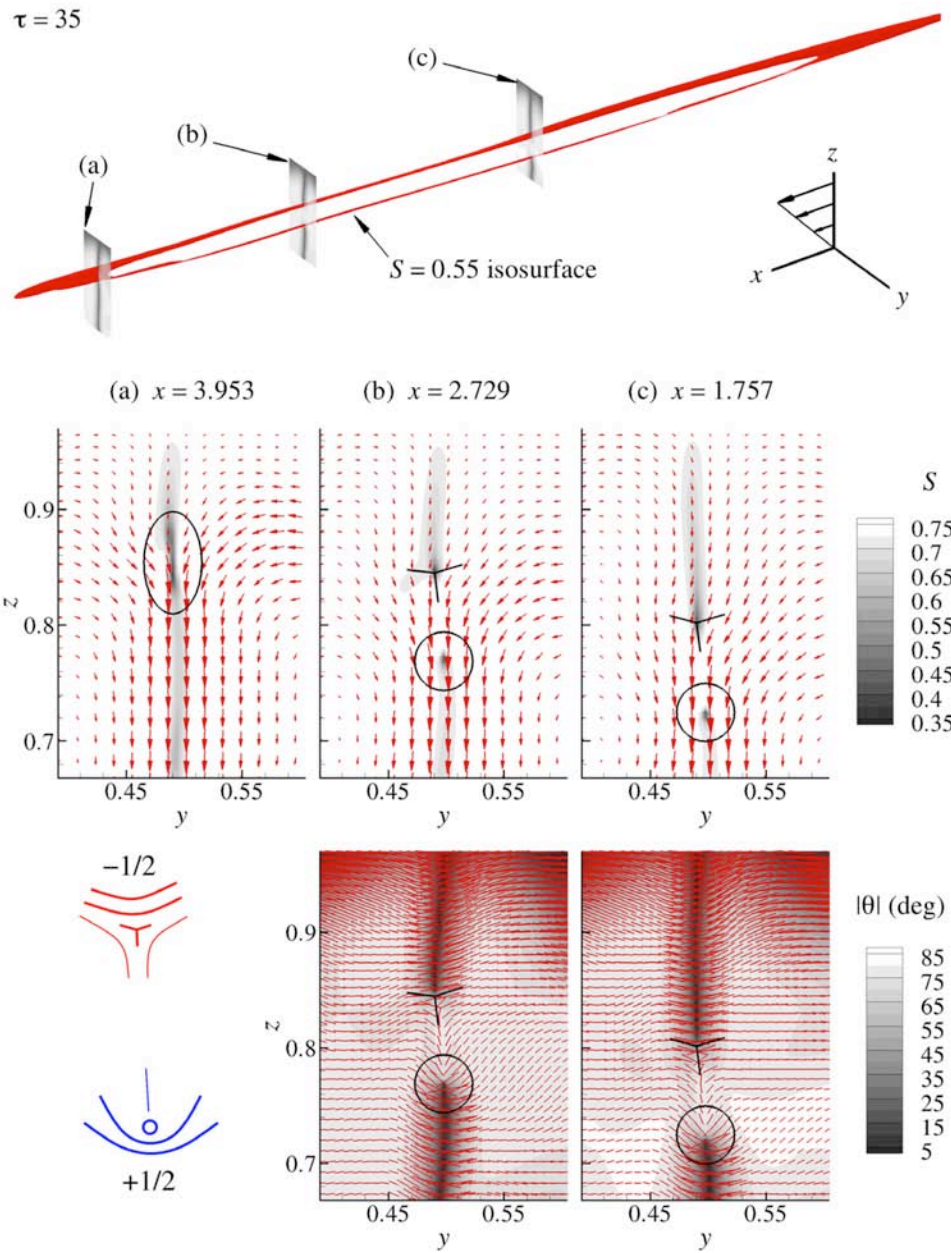 τ = 35
(c)
(b)
(a)
z
x
y
S = 0.55 isosurface
(a) x = 3.953
(b) x = 2.729
(c) x = 1.757
z
0.9
0.8
0.7
0.45 0.55
y
0.45 0.55
y
0.45 0.55
y
S
0.75
0.7
0.65
0.6
0.55
0.5
0.45
0.4
0.35
−1/2
+1/2
z
0.9
0.8
0.7
0.45 0.55
y
0.45 0.55
y
|θ| (deg)
85
75
65
55
45
35
25
15
5